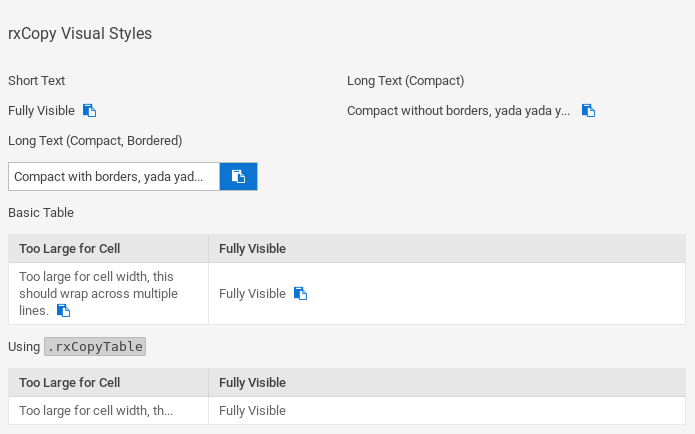 rxCopy Visual Styles
Short Text
Long Text (Compact)
Fully Visible
Compact without borders, yada yada y...
Long Text (Compact, Bordered)
Compact with borders, yada yad...
Basic Table
Too Large for Cell
Fully Visible
Too large for cell width, this
should wrap across multiple
lines.
Fully Visible
Using .rxCopyTable
Too Large for Cell
Fully Visible
Too large for cell width, th...
Fully Visible